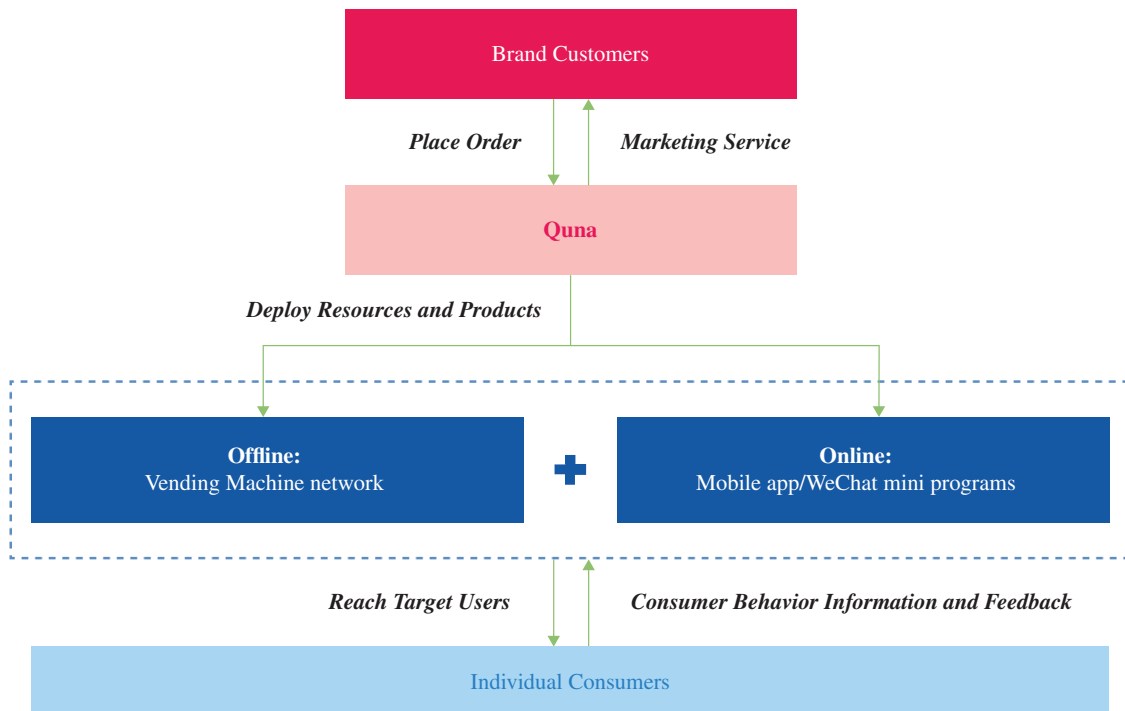 Brand Customers
Place Order
Marketing Service
Quna
Deploy Resources and Products
Offline:
Vending Machine network
Online:
Mobile app/WeChat mini programs
Reach Target Users
Consumer Behavior Information and Feedback
Individual Consumers